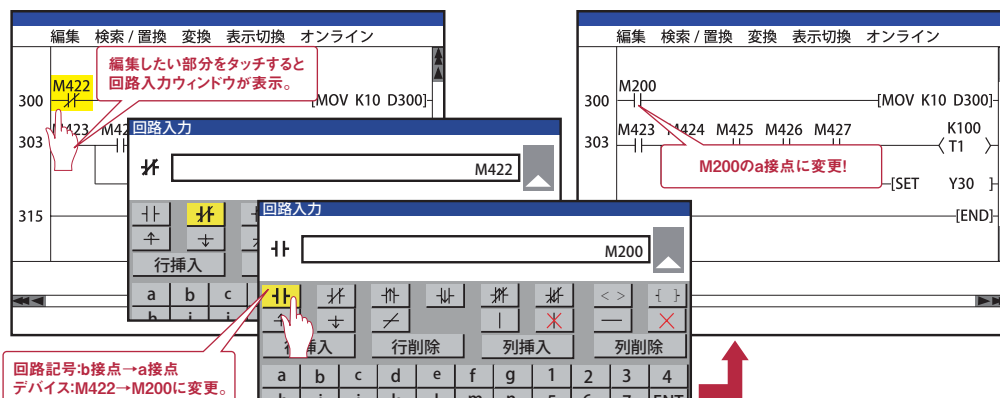 編集 検索 / 置換 変換 表示切換 オンライン
編集したい部分をタッチすると
回路入力ウィンドウが表示。
M422
300
[MOV K10 D300]
M423
303
315
回路入力
M422
行挿入
a b c
回路入力
M200
< > { }
行挿入 行削除 列挿入 列削除
a b c d e f g 1 2 3 4
ENT
回路記号:b接点→a接点
デバイス:M422→M200に変更。
編集 検索 / 置換 変換 表示切換 オンライン
M200
300
[MOV K10 D300]
M423 M424 M425 M426 M427 K100
303
T1
M200のa接点に変更!
[SET Y30 ]
[END]